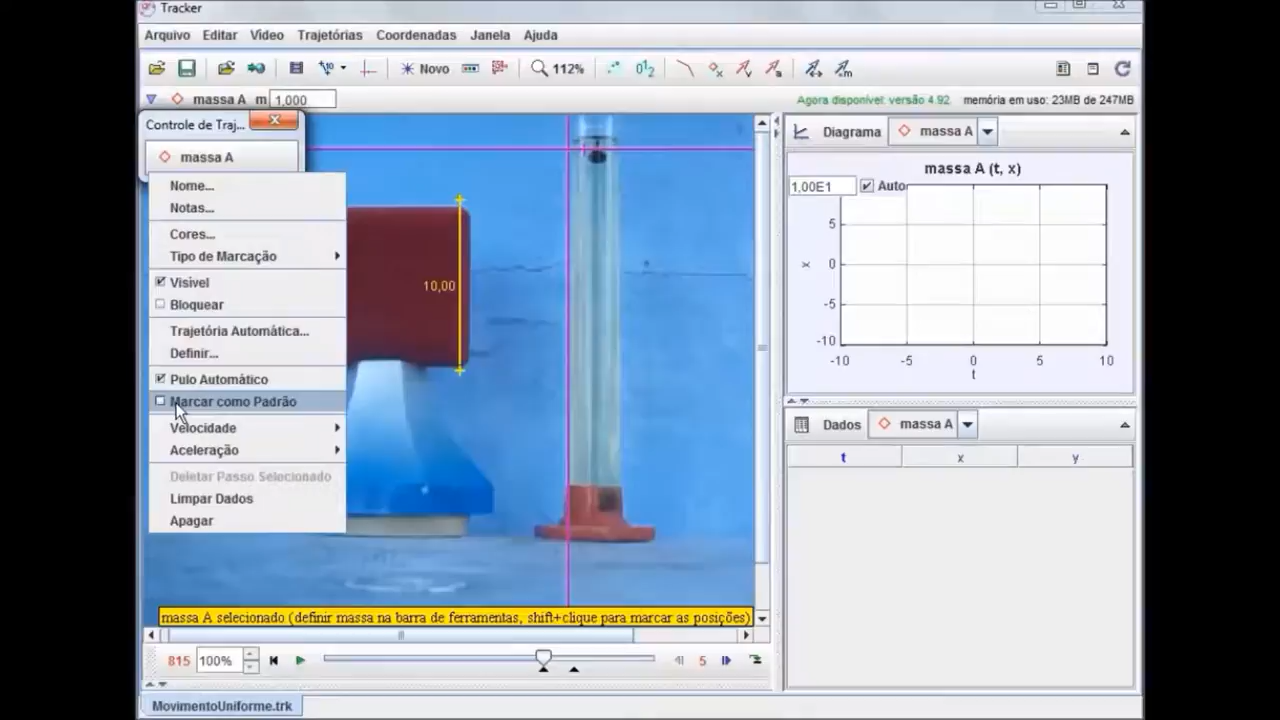 Tracker
Arquivo Editar Vídeo Trajetórias Coordenadas Janela Ajuda
Novo 112%
massa A m 1,000
Agora disponível: versão 4.92 memória em uso: 23MB de 247MB
Controle de Traj...
massa A
Nome...
Notas...
Cores...
Tipo de Marcação
Visível
Bloquear
Trajetória Automática...
Definir...
Pulo Automático
Marcar como Padrão
Velocidade
Aceleração
Deletar Passo Selecionado
Limpar Dados
Apagar
10,00
massa A selecionado (definir massa na barra de ferramentas, shift+clique para marcar as posições)
815 100% 5
MovimentoUniforme.trk
Diagrama massa A
massa A (t, x)
1,00E1 Auto
5
x 0
-5
-10
-10 -5 0 5 10
t
Dados massa A
t x y